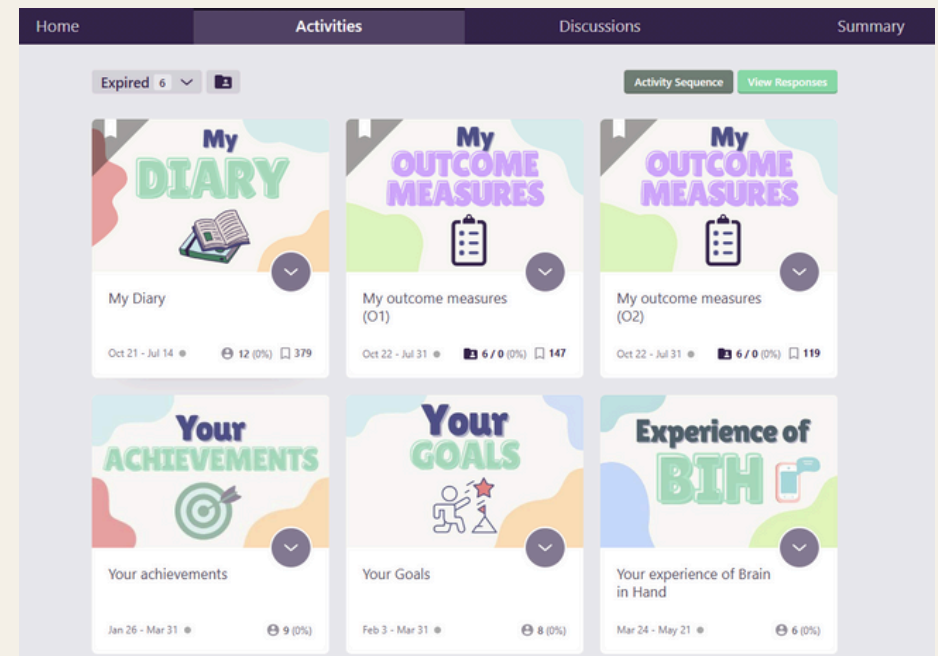 Home Activities Discussions Summary
Expired 6 Activity Sequence View Responses
My
DIARY
My
OUTCOME
MEASURES
My
OUTCOME
MEASURES
My Diary
My outcome measures
(O1)
My outcome measures
(O2)
Oct 21 - Jul 14 12 (0%) 379
Oct 22 - Jul 31 6 / 0 (0%) 147
Oct 22 - Jul 31 6 / 0 (0%) 119
Your
ACHIEVEMENTS
Your
GOALS
Experience of
BIH
Your achievements
Your Goals
Your experience of Brain
in Hand
Jan 26 - Mar 31 9 (0%)
Feb 3 - Mar 31 8 (0%)
Mar 24 - May 21 6 (0%)